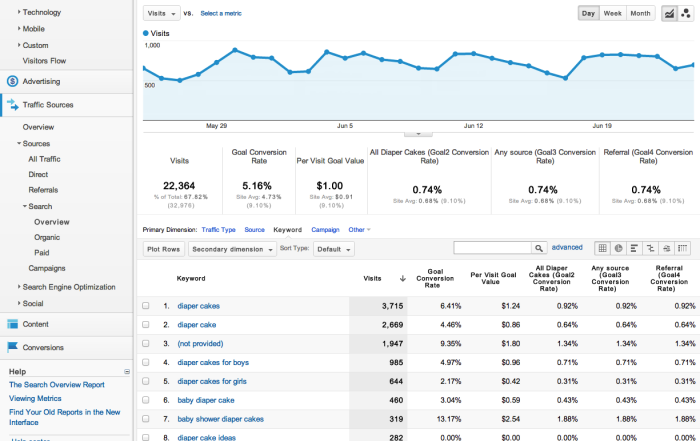 Technology
Mobile
Custom
Visitors Flow
Advertising
Traffic Sources
Overview
Sources
All Traffic
Direct
Referrals
Search
Overview
Organic
Paid
Campaigns
Search Engine Optimization
Social
Content
Conversions
Help
The Search Overview Report
Viewing Metrics
Find Your Old Reports in the New
Interface
Help center
Visits vs. Select a metric
Day Week Month
Visits
1,000
500
May 29 Jun 5 Jun 12 Jun 19
Visits
22,364
% of Total: 67.82%
(32,976)
Goal Conversion
Rate
5.16%
Site Avg: 4.73%
(9.10%)
Per Visit Goal Value
$1.00
Site Avg: $0.91
(9.10%)
All Diaper Cakes (Goal2 Conversion
Rate)
0.74%
Site Avg: 0.68% (9.10%)
Any source (Goal3 Conversion
Rate)
0.74%
Site Avg: 0.68% (9.10%)
Referral (Goal4 Conversion
Rate)
0.74%
Site Avg: 0.68% (9.10%)
Primary Dimension: Traffic Type Source Keyword Campaign Other
Plot Rows Secondary dimension Sort Type: Default advanced
Keyword
Visits
Goal
Conversion
Rate
Per Visit Goal
Value
All Diaper
Cakes (Goal2
Conversion
Rate)
Any source
(Goal3
Conversion
Rate)
Referral
(Goal4
Conversion
Rate)
1. diaper cakes 3,715 6.41% $1.24 0.92% 0.92% 0.92%
2. diaper cake 2,669 4.46% $0.86 0.64% 0.64% 0.64%
3. (not provided) 1,947 9.35% $1.80 1.34% 1.34% 1.34%
4. diaper cakes for boys 985 4.97% $0.96 0.71% 0.71% 0.71%
5. diaper cakes for girls 644 2.17% $0.42 0.31% 0.31% 0.31%
6. baby diaper cake 460 3.04% $0.59 0.43% 0.43% 0.43%
7. baby shower diaper cakes 319 13.17% $2.54 1.88% 1.88% 1.88%
8. diaper cake ideas 282 0.00% $0.00 0.00% 0.00% 0.00%